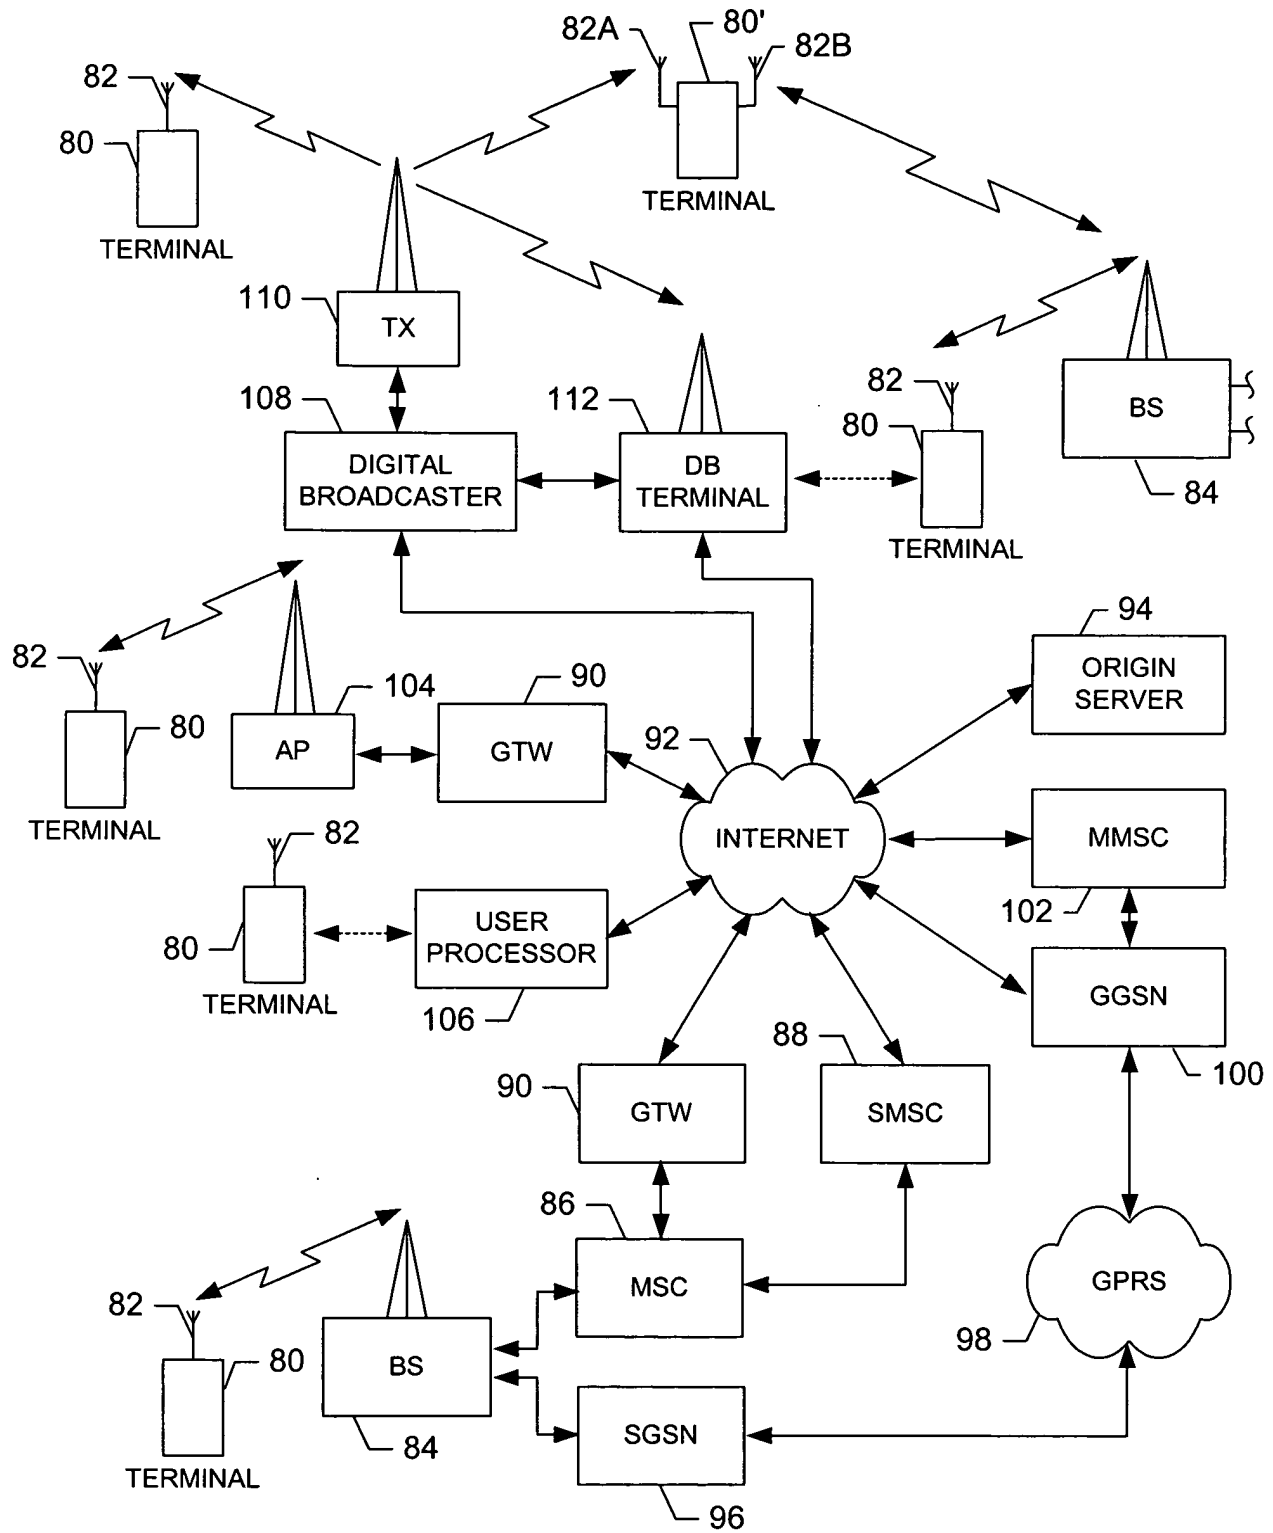 82A
80'
82B
82
80
TERMINAL
TERMINAL
110
TX
108
112
82
80
BS
84
DIGITAL
BROADCASTER
DB
TERMINAL
TERMINAL
94
ORIGIN
SERVER
82
80
104
AP
90
GTW
92
TERMINAL
82
INTERNET
MMSC
102
80
USER
PROCESSOR
TERMINAL
106
GGSN
100
88
90
GTW
SMSC
86
MSC
GPRS
98
82
80
BS
84
TERMINAL
SGSN
96